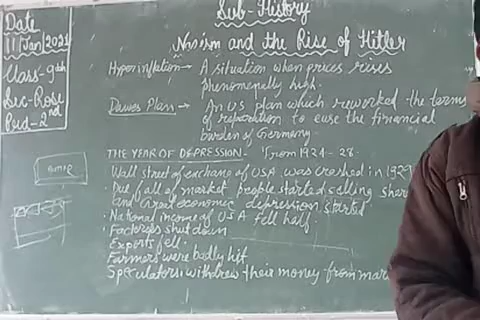 Date
11 Jan 2021
Class-9th
Sec-Rose
Pud-2nd
Sub-History
Nazism and the Rise of Hitler
Hyperinflation → A situation when prices rises
phenomenally high.
Dawes Plan → An US plan which reworked the terms
of reparation to ease the financial
burden of Germany
THE YEAR OF DEPRESSION- From 1924-28.
Wall street of exchange of USA was crashed in 1929
Due fall of market people started selling shar
and Great economic depression started
National income of USA fell half.
Factories shut down
Exports fell.
Farmers were badly hit
Speculators withdrew their money from mar